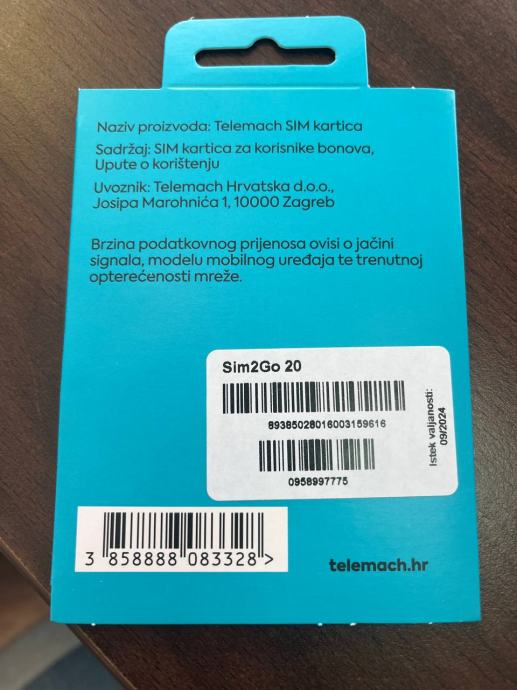 Naziv proizvoda: Telemach SIM kartica
Sadržaj: SIM kartica za korisnike bonova,
Upute o korištenju
Uvoznik: Telemach Hrvatska d.o.o.,
Josipa Marohnića 1, 10000 Zagreb
Brzina podatkovnog prijenosa ovisi o jačini
signala, modelu mobilnog uređaja te trenutnoj
opterećenosti mreže.
Sim2Go 20
89385028016003159616
0958997775
Istek valjanosti:
09/2024
3 858888 083328 >
telemach.hr